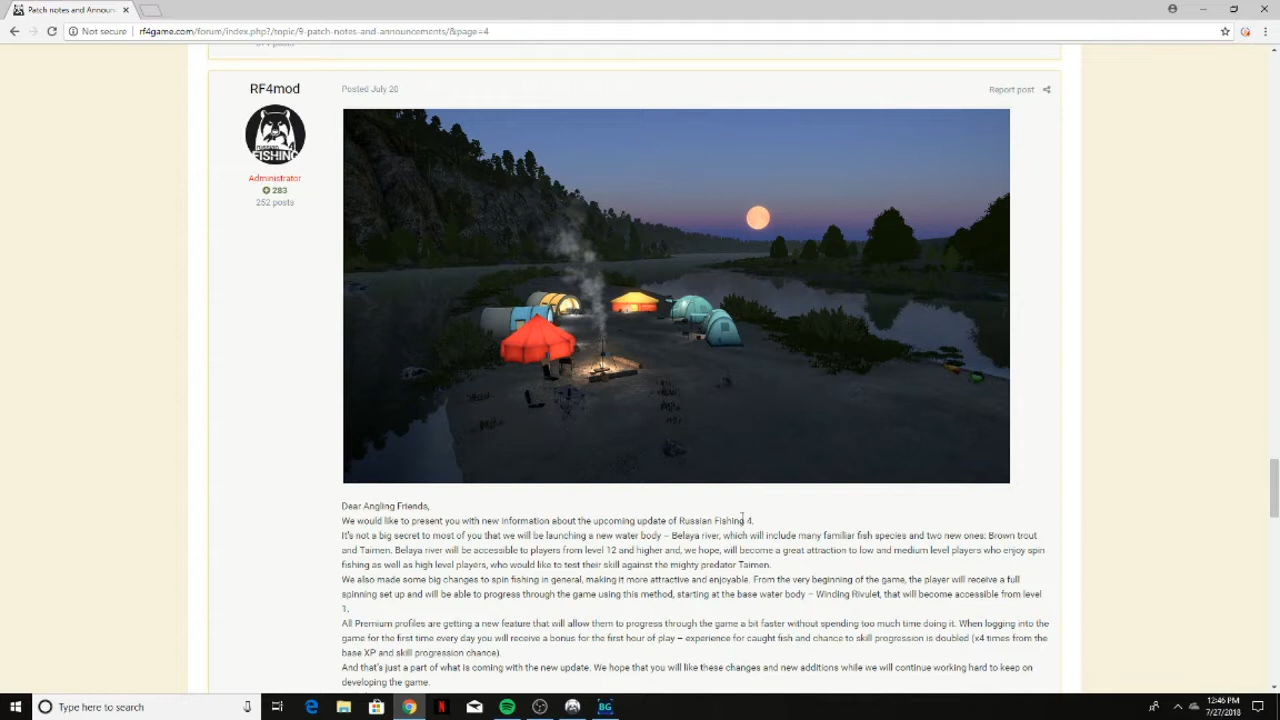 Patch notes and Announ
Not secure
rf4game.com/forum/index.php?/topic/9-patch-notes-and-announcements/&page=4
RF4mod
Posted July 20
Report post
RUSSIAN 4
FISHING
Administrator
283
252 posts
Dear Angling Friends,
We would like to present you with new information about the upcoming update of Russian Fishing 4.
It's not a big secret to most of you that we will be launching a new water body – Belaya river, which will include many familiar fish species and two new ones: Brown trout
and Taimen. Belaya river will be accessible to players from level 12 and higher and, we hope, will become a great attraction to low and medium level players who enjoy spin
fishing as well as high level players, who would like to test their skill against the mighty predator Taimen.
We also made some big changes to spin fishing in general, making it more attractive and enjoyable. From the very beginning of the game, the player will receive a full
spinning set up and will be able to progress through the game using this method, starting at the base water body – Winding Rivulet, that will become accessible from level
1.
All Premium profiles are getting a new feature that will allow them to progress through the game a bit faster without spending too much time doing it. When logging into the
game for the first time every day you will receive a bonus for the first hour of play – experience for caught fish and chance to skill progression is doubled (x4 times from the
base XP and skill progression chance).
And that's just a part of what is coming with the new update. We hope that you will like these changes and new additions while we will continue working hard to keep on
developing the game.
Type here to search
BG
12:46 PM
7/27/2018